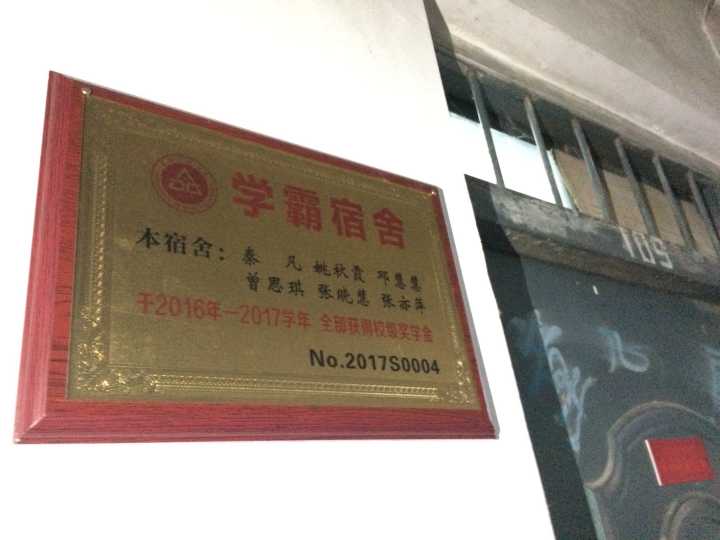 学霸宿舍
本宿舍：秦 凡 姚秋霞 邓慧慧
曾思琪 张晓慧 张亦萍
于2016年－2017学年 全部获得校级奖学金
No.2017S0004
109